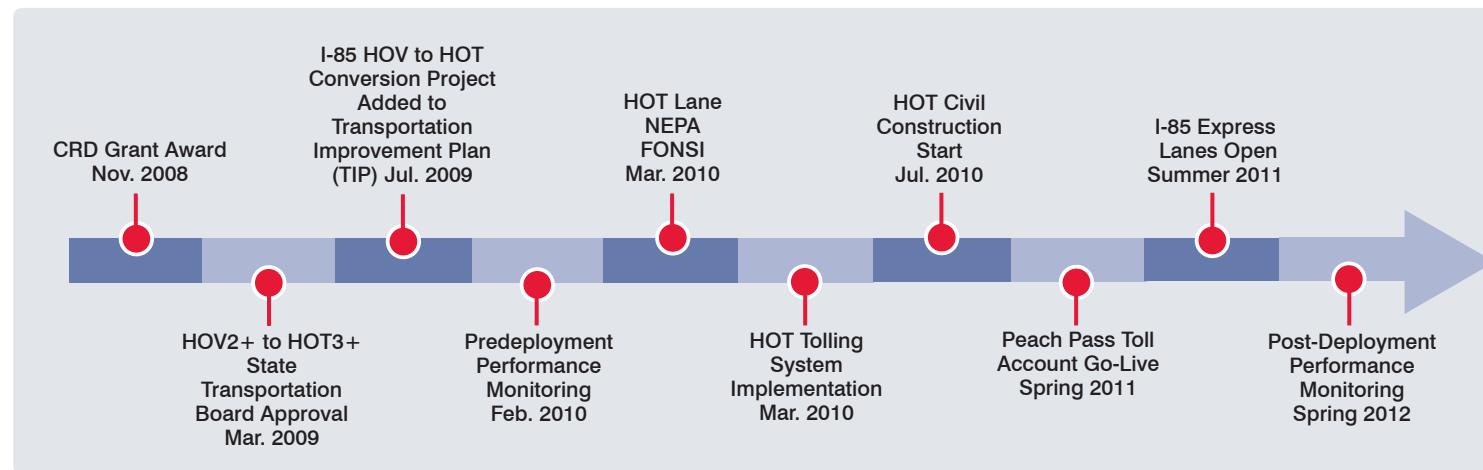 CRD Grant Award
Nov. 2008
HOV2+ to HOT3+
State
Transportation
Board Approval
Mar. 2009
I-85 HOV to HOT
Conversion Project
Added to
Transportation
Improvement Plan
(TIP) Jul. 2009
Predeployment
Performance
Monitoring
Feb. 2010
HOT Lane
NEPA
FONSI
Mar. 2010
HOT Tolling
System
Implementation
Mar. 2010
HOT Civil
Construction
Start
Jul. 2010
Peach Pass Toll
Account Go-Live
Spring 2011
I-85 Express
Lanes Open
Summer 2011
Post-Deployment
Performance
Monitoring
Spring 2012